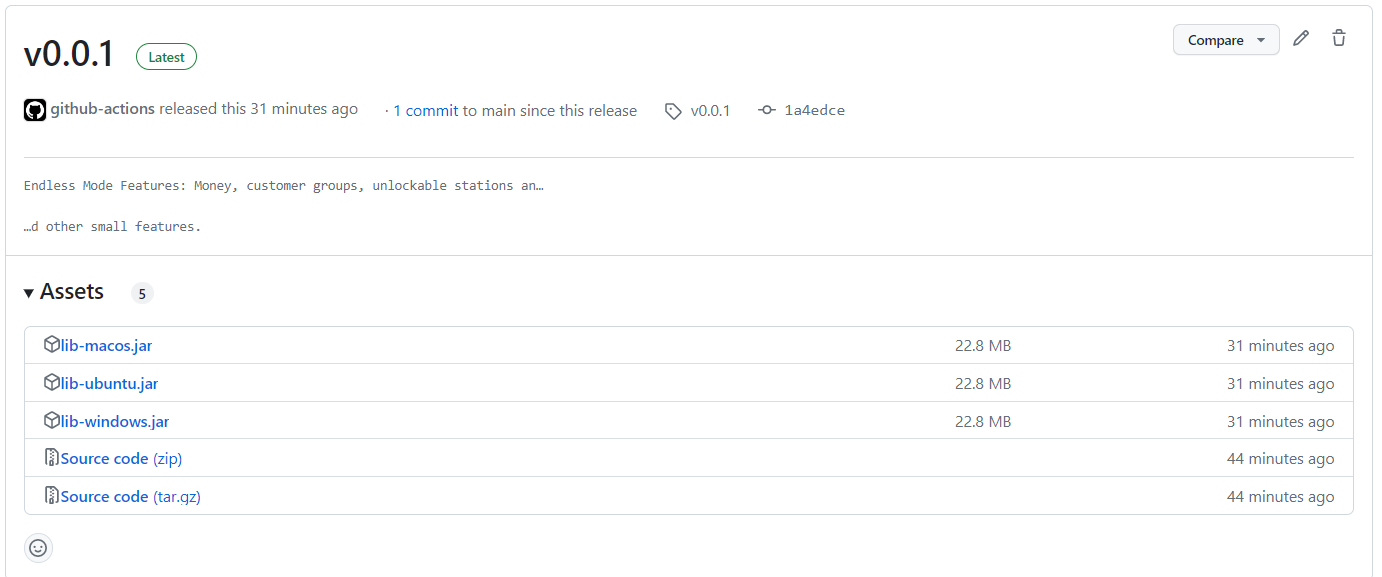 v0.0.1 Latest Compare
github-actions released this 31 minutes ago · 1 commit to main since this release v0.0.1 1a4edce
Endless Mode Features: Money, customer groups, unlockable stations an…
…d other small features.
Assets 5
lib-macos.jar 22.8 MB 31 minutes ago
lib-ubuntu.jar 22.8 MB 31 minutes ago
lib-windows.jar 22.8 MB 31 minutes ago
Source code (zip) 44 minutes ago
Source code (tar.gz) 44 minutes ago